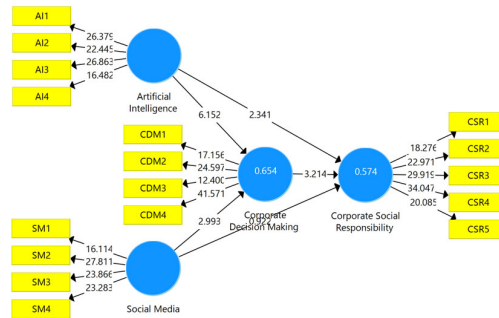 AI1
AI2
AI3
AI4
26.379
22.445
26.863
16.482
Artificial
Intelligence
6.152
2.341
CDM1
CDM2
CDM3
CDM4
17.156
24.597
12.400
41.571
0.654
Corporate
Decision Making
3.214
0.574
Corporate Social
Responsibility
CSR1
CSR2
CSR3
CSR4
CSR5
18.276
22.971
29.919
34.047
20.085
2.993
0.922
SM1
SM2
SM3
SM4
16.114
27.811
23.866
23.283
Social Media